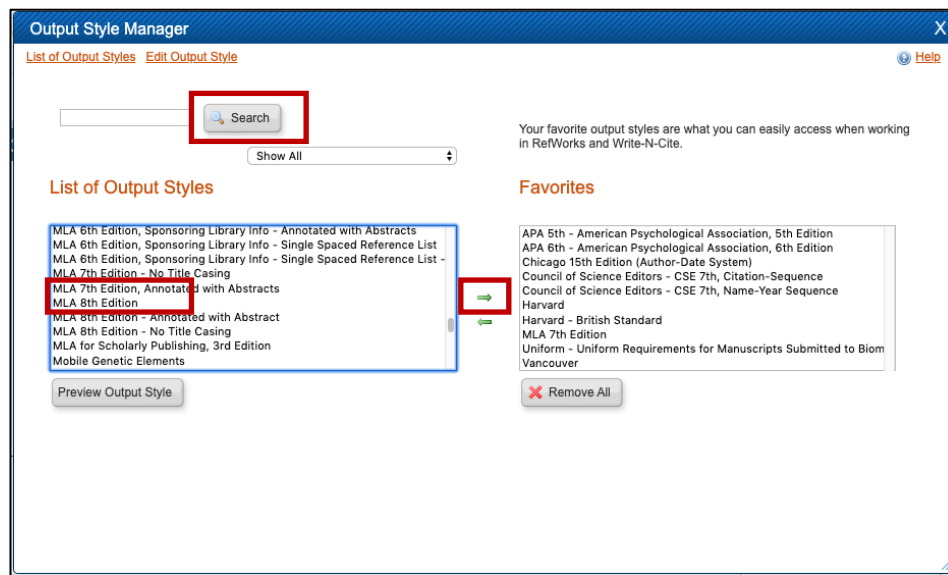 Output Style Manager
X
List of Output Styles Edit Output Style
Help
Search
Show All
Your favorite output styles are what you can easily access when working
in RefWorks and Write-N-Cite.
List of Output Styles
MLA 6th Edition, Sponsoring Library Info - Annotated with Abstracts
MLA 6th Edition, Sponsoring Library Info - Single Spaced Reference List
MLA 6th Edition, Sponsoring Library Info - Single Spaced Reference List -
MLA 7th Edition - No Title Casing
MLA 7th Edition, Annotated with Abstracts
MLA 8th Edition
MLA 8th Edition - Annotated with Abstract
MLA 8th Edition - No Title Casing
MLA for Scholarly Publishing, 3rd Edition
Mobile Genetic Elements
Preview Output Style
Favorites
APA 5th - American Psychological Association, 5th Edition
APA 6th - American Psychological Association, 6th Edition
Chicago 15th Edition (Author-Date System)
Council of Science Editors - CSE 7th, Citation-Sequence
Council of Science Editors - CSE 7th, Name-Year Sequence
Harvard
Harvard - British Standard
MLA 7th Edition
Uniform - Uniform Requirements for Manuscripts Submitted to Biom
Vancouver
Remove All